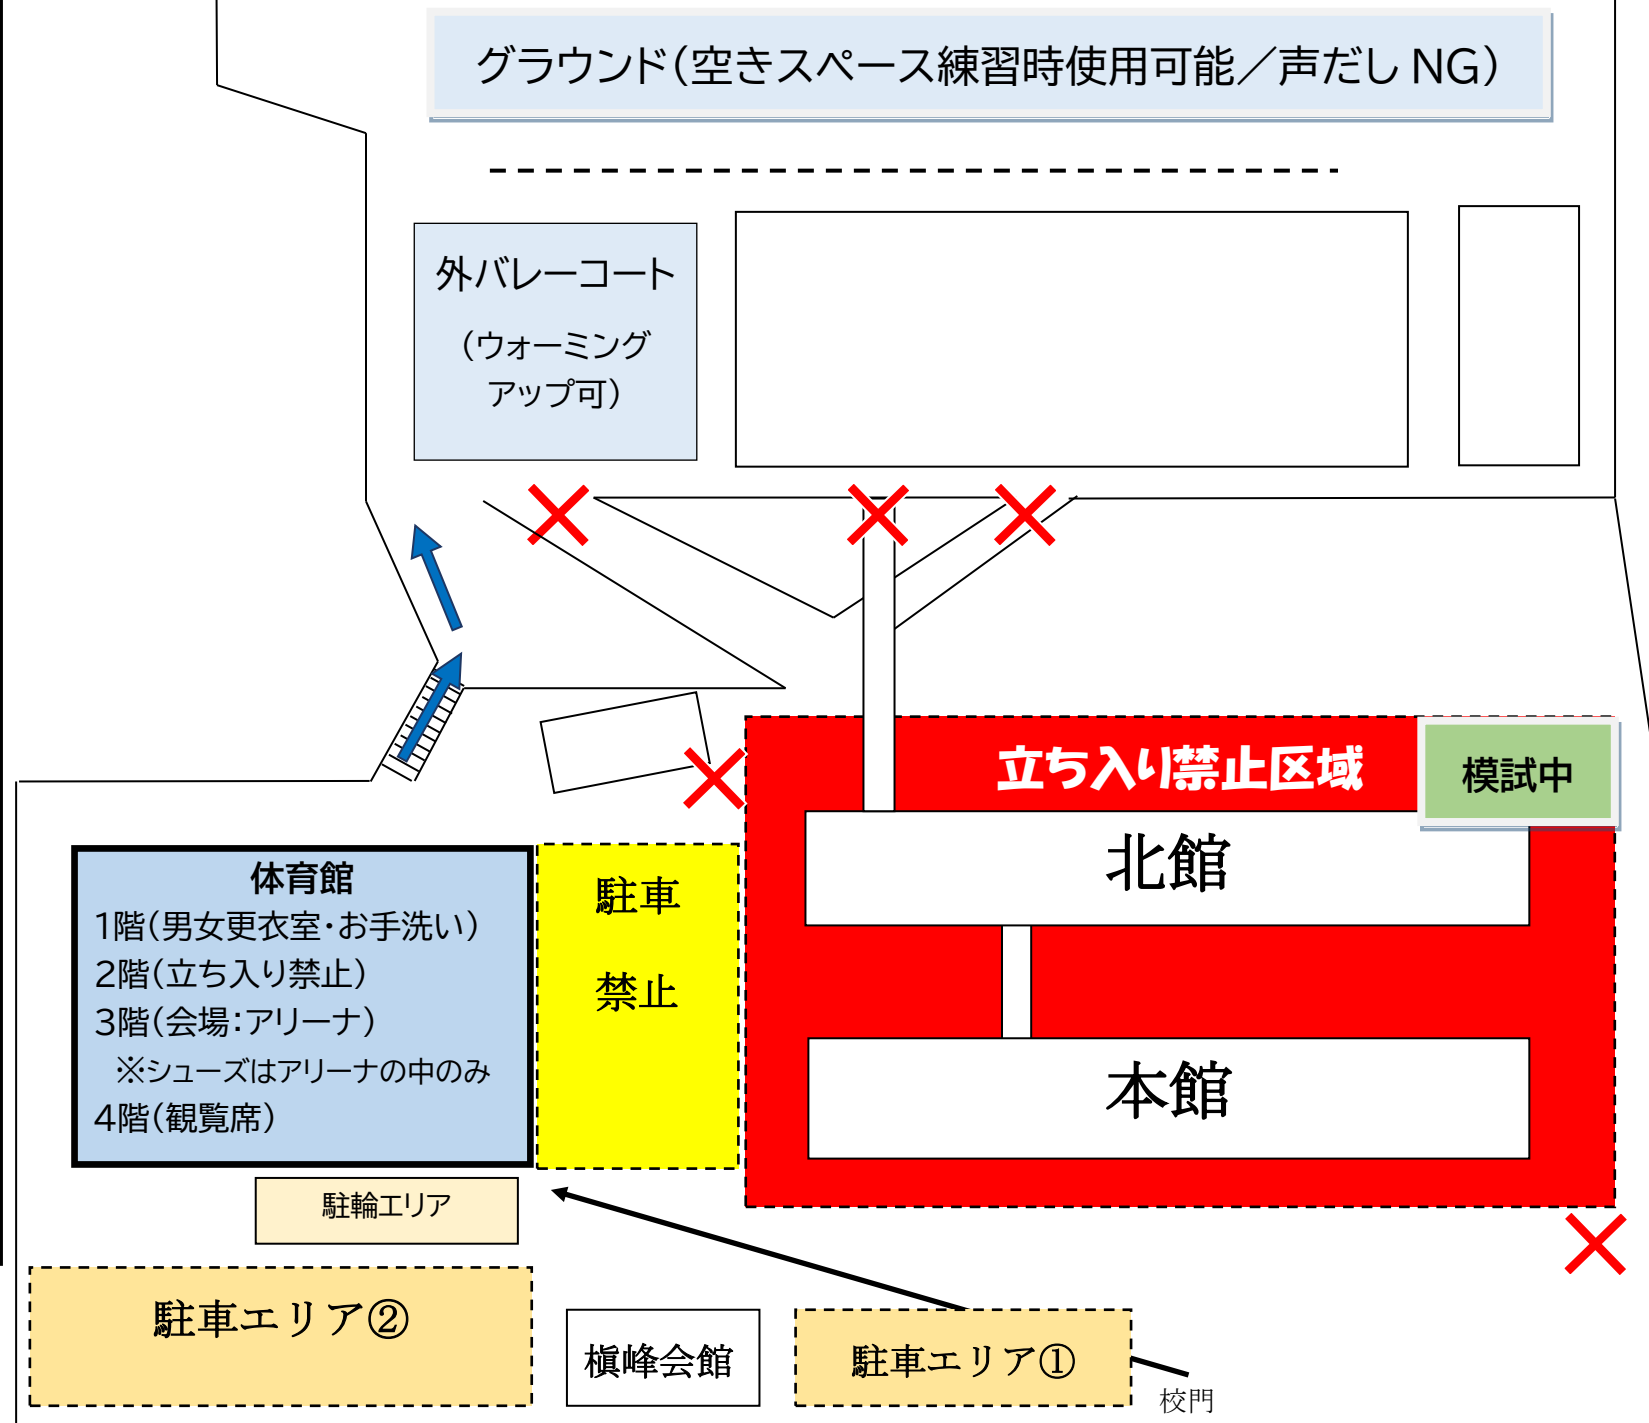 グラウンド(空きスペース練習時使用可能／声だし NG)
外バレーコート
(ウォーミング
アップ可)
立ち入り禁止区域
模試中
北館
体育館
1階(男女更衣室・お手洗い)
2階(立ち入り禁止)
3階(会場:アリーナ)
※シューズはアリーナの中のみ
4階(観覧席)
駐車
禁止
本館
駐輪エリア
駐車エリア②
槇峰会館
駐車エリア①
校門